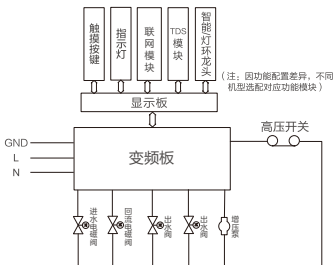 触摸按键
指示灯
联网模块
TDS模块
智能灯环龙头
（注：因功能配置差异，不同
机型选配对应功能模块）
显示板
高压开关
GND
L
N
变频板
进水电磁阀
回流电磁阀
出水阀
出水阀
增压泵